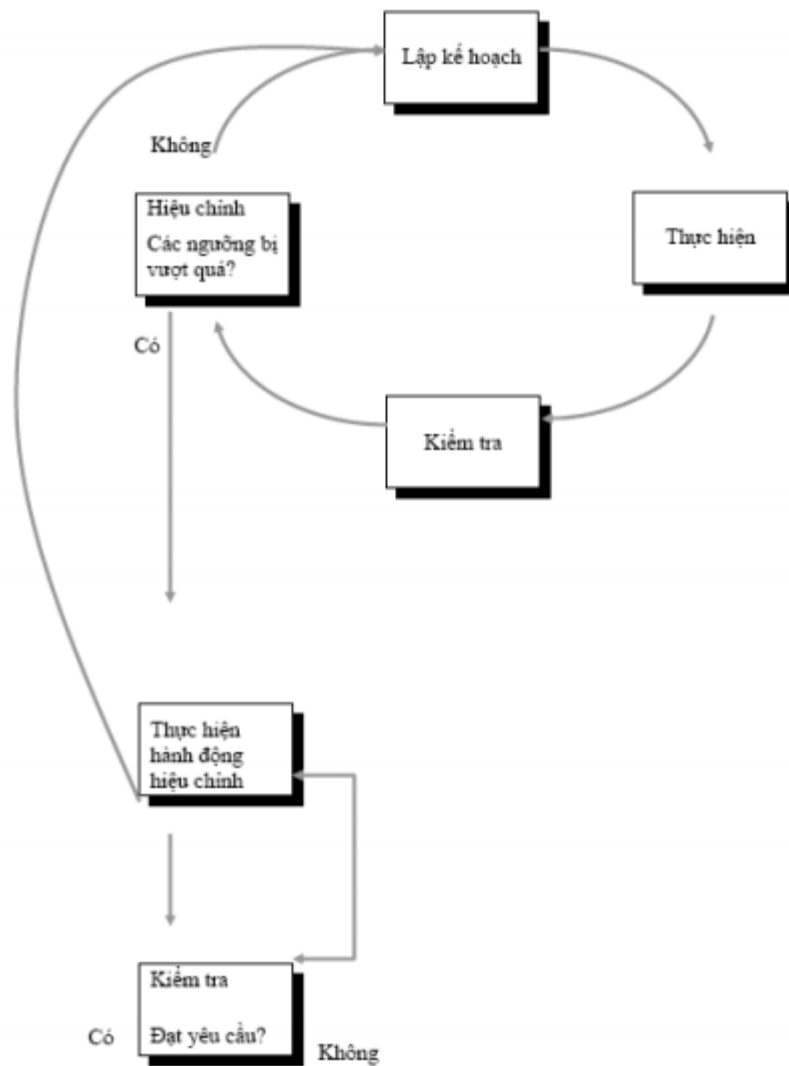 Lập kế hoạch
Không
Hiệu chỉnh
Các ngưỡng bị
vượt quá?
Thực hiện
Có
Kiểm tra
Thực hiện
hành động
hiệu chỉnh
Kiểm tra
Có
Đạt yêu cầu?
Không